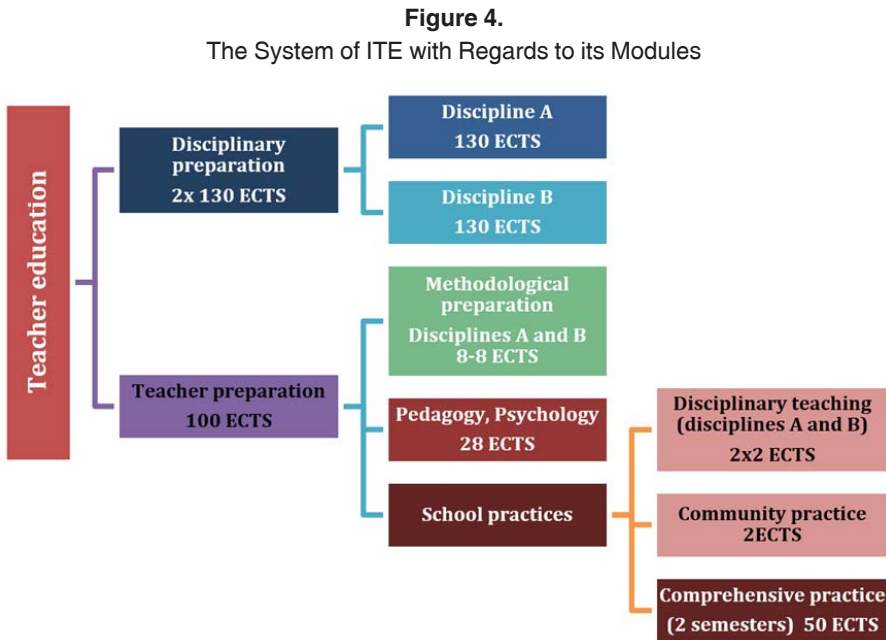 Figure 4.
The System of ITE with Regards to its Modules
Teacher education
Disciplinary
preparation
2x 130 ECTS
Discipline A
130 ECTS
Discipline B
130 ECTS
Teacher preparation
100 ECTS
Methodological
preparation
Disciplines A and B
8-8 ECTS
Pedagogy, Psychology
28 ECTS
School practices
Disciplinary teaching
(disciplines A and B)
2x2 ECTS
Community practice
2ECTS
Comprehensive practice
(2 semesters) 50 ECTS